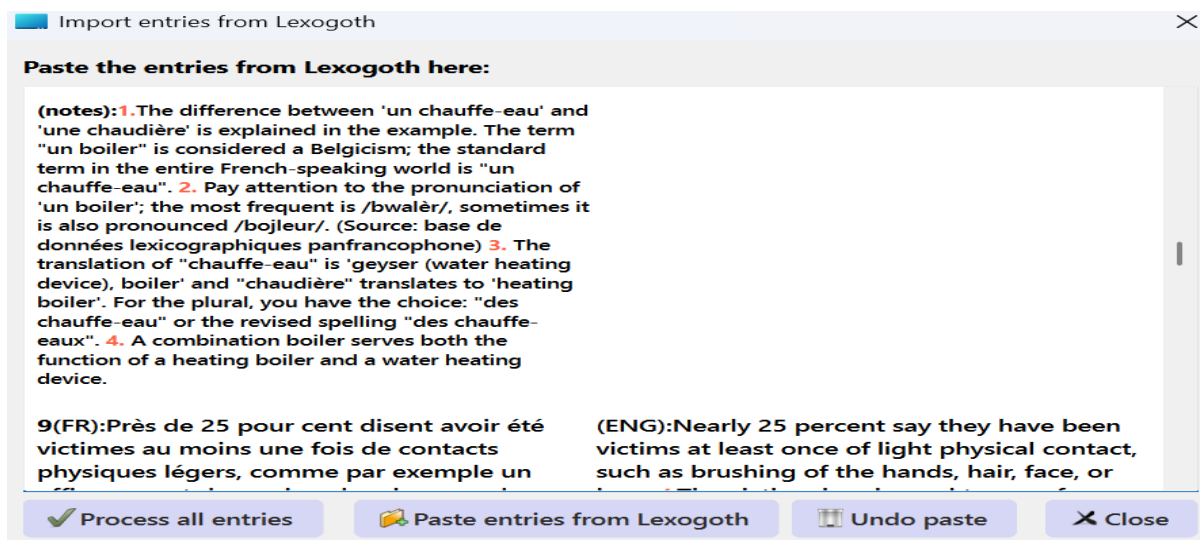 Import entries from Lexogoth
Paste the entries from Lexogoth here:
(notes):1.The difference between 'un chauffe-eau' and
'une chaudière' is explained in the example. The term
"un boiler" is considered a Belgicism; the standard
term in the entire French-speaking world is "un
chauffe-eau". 2. Pay attention to the pronunciation of
'un boiler'; the most frequent is /bwalèr/, sometimes it
is also pronounced /bojleur/. (Source: base de
données lexicographiques panfrancophone) 3. The
translation of "chauffe-eau" is 'geyser (water heating
device), boiler' and "chaudière" translates to 'heating
boiler'. For the plural, you have the choice: "des
chauffe-eau" or the revised spelling "des chauffe-
eaux". 4. A combination boiler serves both the
function of a heating boiler and a water heating
device.
9(FR):Près de 25 pour cent disent avoir été
victimes au moins une fois de contacts
physiques légers, comme par exemple un
(ENG):Nearly 25 percent say they have been
victims at least once of light physical contact,
such as brushing of the hands, hair, face, or
Process all entries
Paste entries from Lexogoth
Undo paste
Close